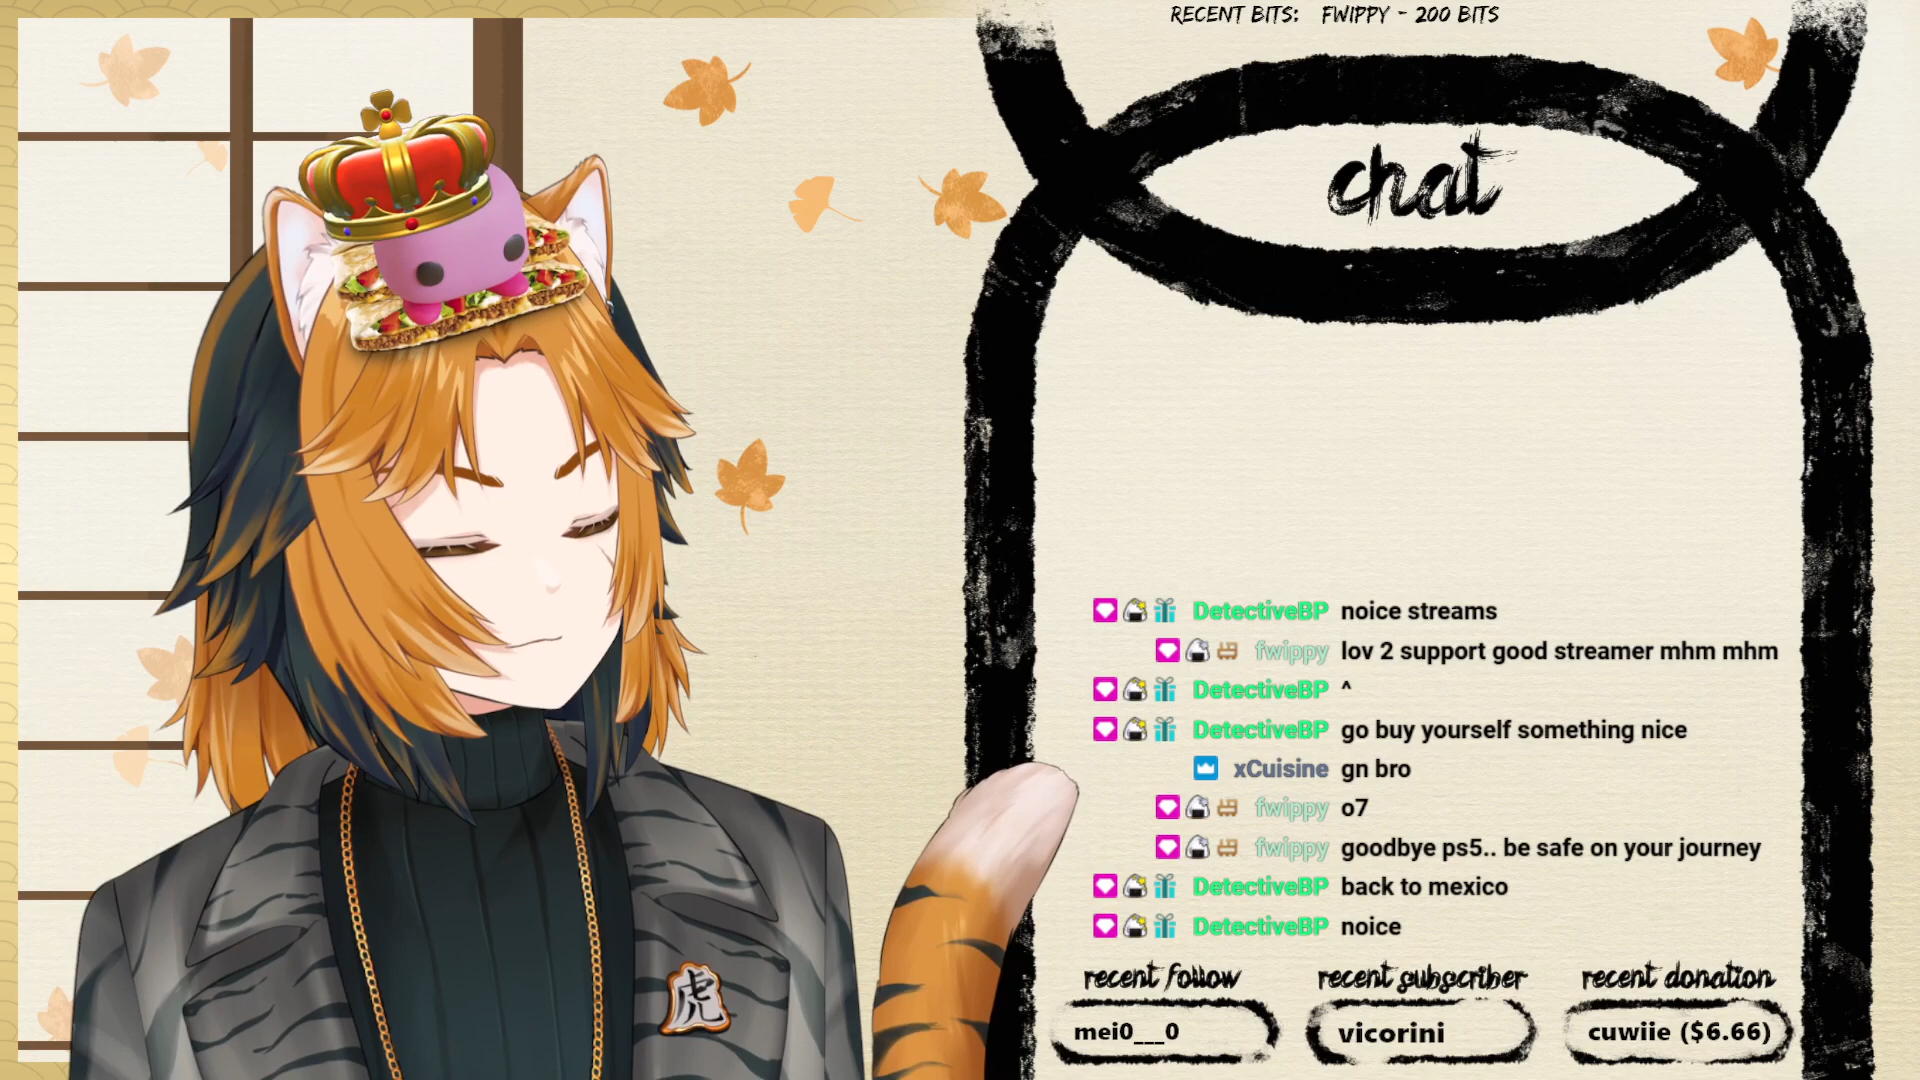 RECENT BITS: FWIPPY - 200 BITS
chat
DetectiveBP noice streams
fwippy lov 2 support good streamer mhm mhm
DetectiveBP ^
DetectiveBP go buy yourself something nice
xCuisine gn bro
fwippy o7
fwippy goodbye ps5.. be safe on your journey
DetectiveBP back to mexico
DetectiveBP noice
虎
recent follow recent subscriber recent donation
mei0___0 vicorini cuwiie ($6.66)